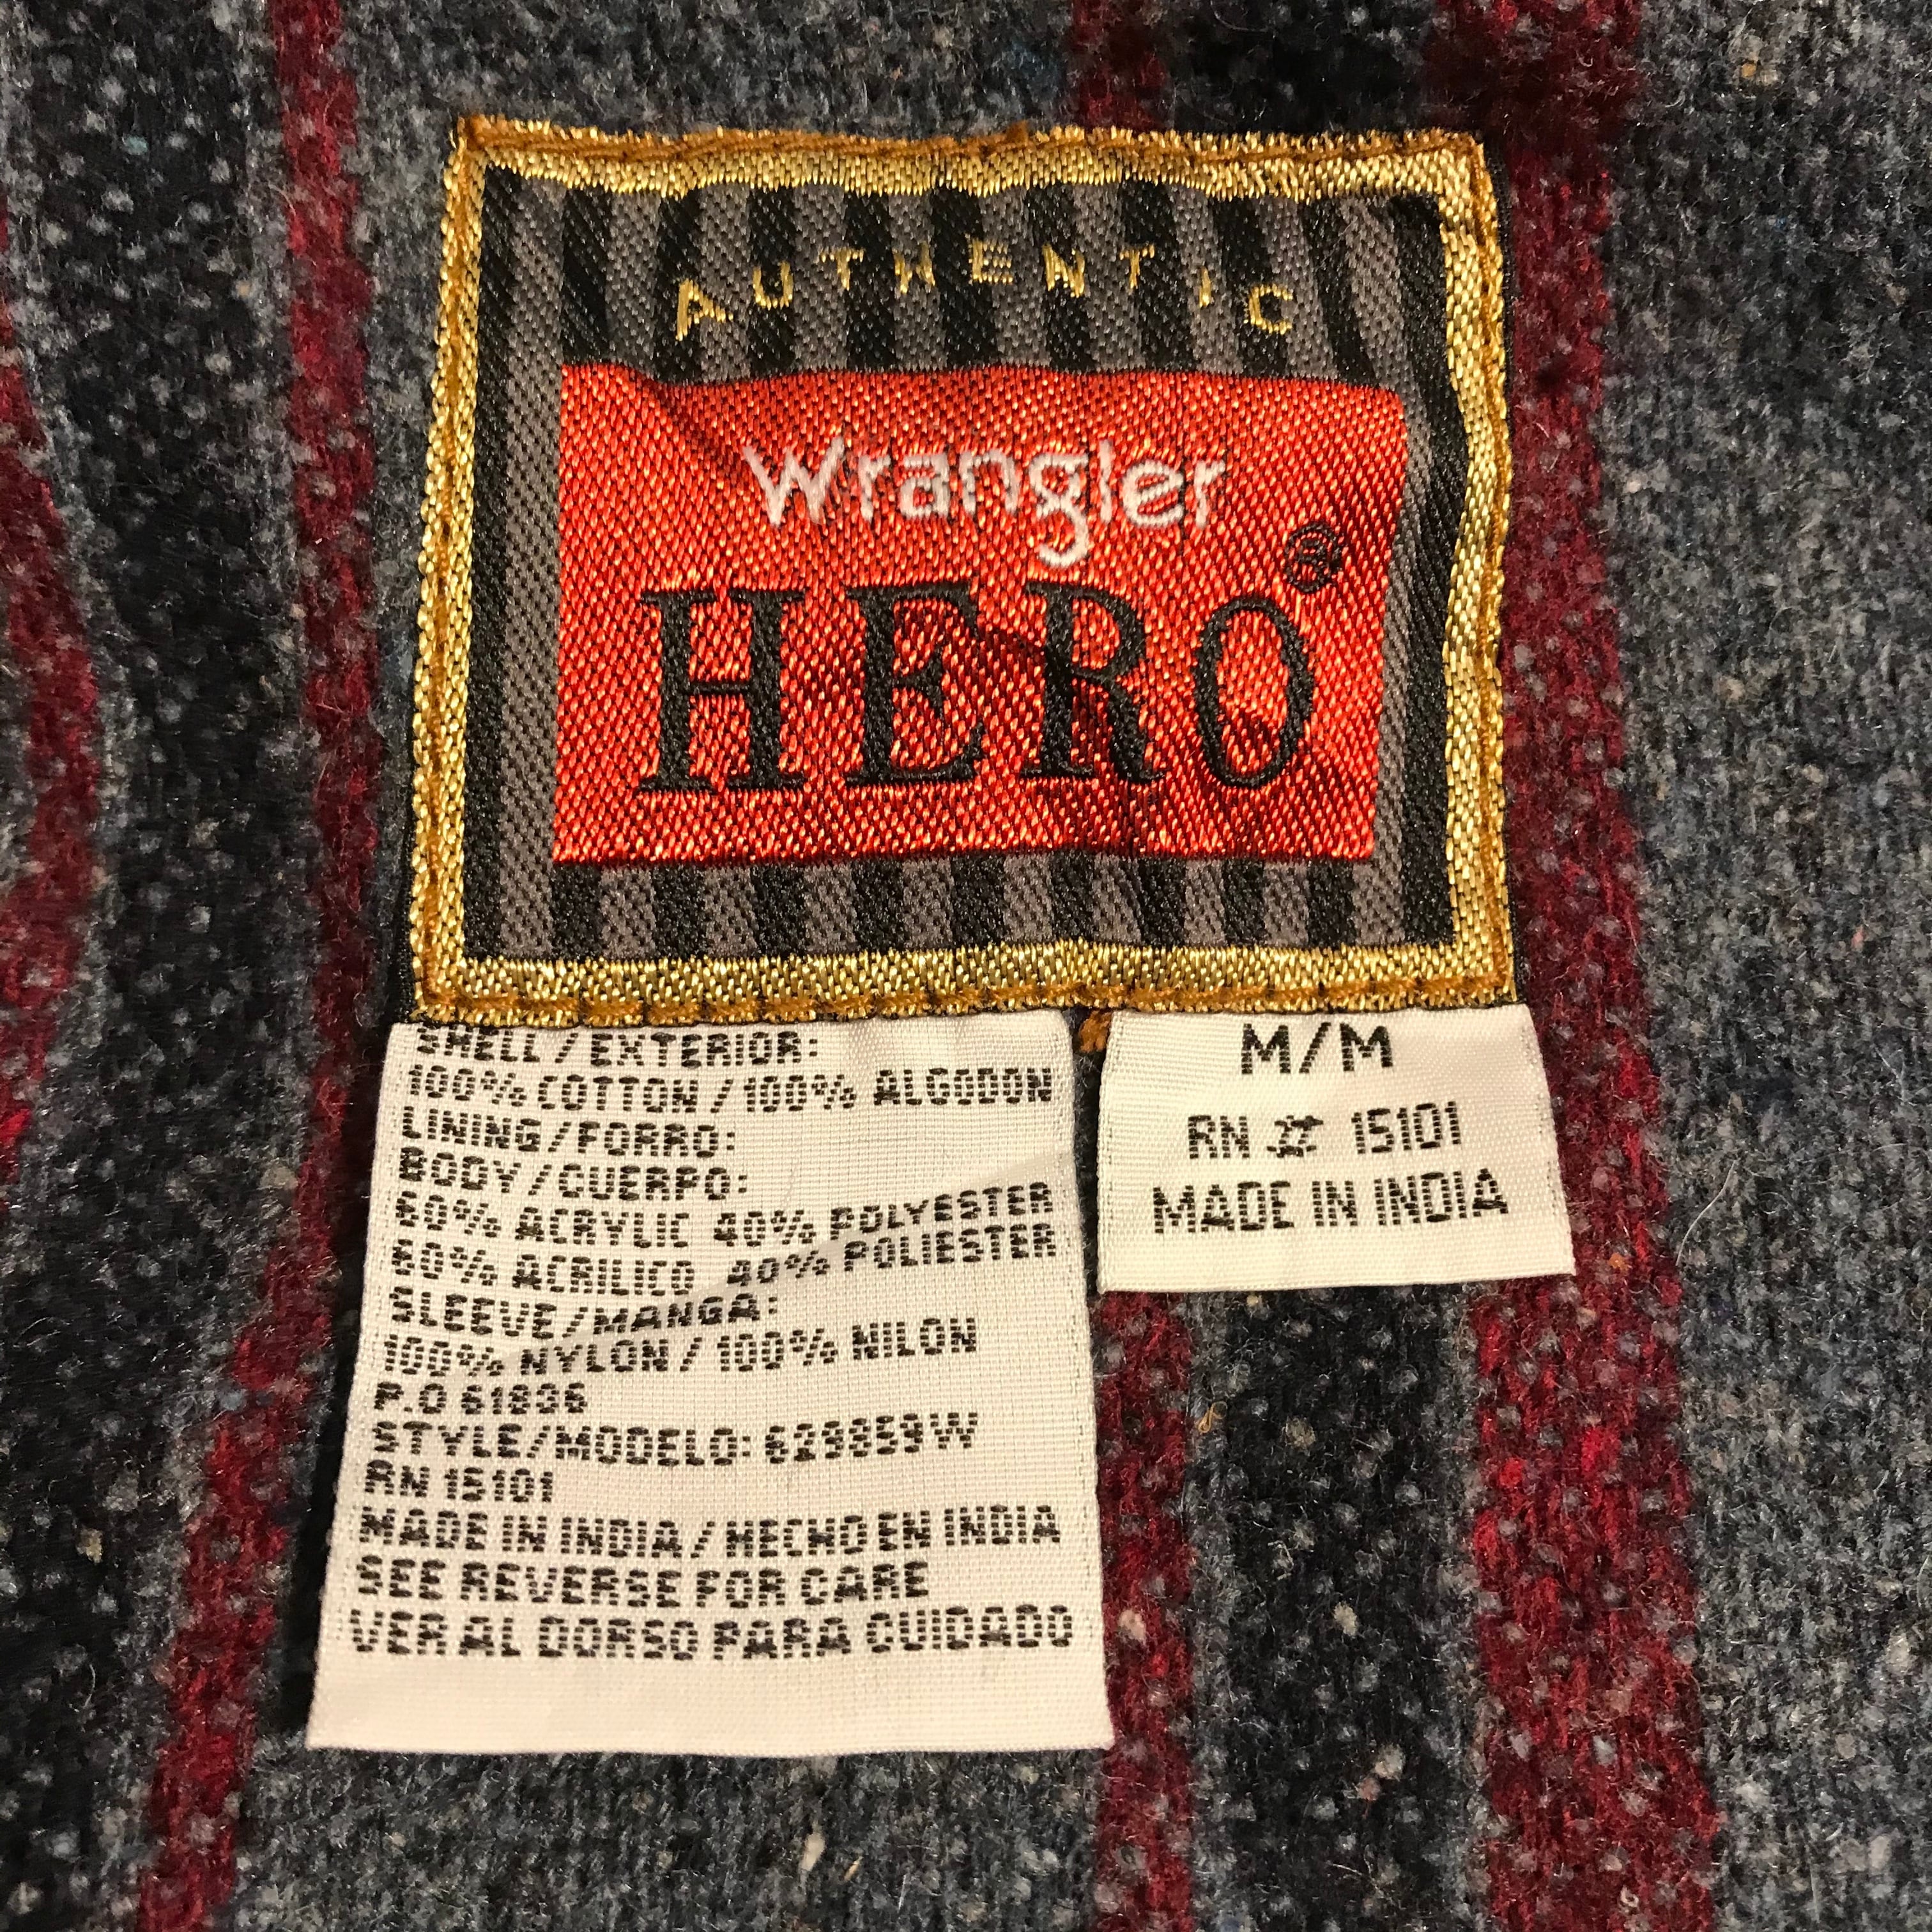 AUTHENTIC
Wrangler
HERO®
SHELL/EXTERIOR:
100% COTTON / 100% ALGODON
LINING/FORRO:
BODY/CUERPO:
60% ACRYLIC 40% POLYESTER
60% ACRILICO 40% POLIESTER
SLEEVE/MANGA:
100% NYLON / 100% NILON
P.O 61836
STYLE/MODELO: 629859W
RN 15101
MADE IN INDIA / HECHO EN INDIA
SEE REVERSE FOR CARE
VER AL DORSO PARA CUIDADO
M/M
RN # 15101
MADE IN INDIA